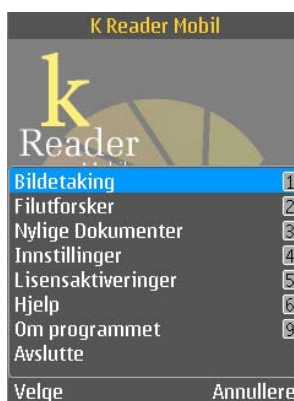 K Reader Mobil
k
Reader
Bildetaking 1
Filutforsker 2
Nylige Dokumenter 3
Innstillinger 4
Lisensaktiveringer 5
Hjelp 6
Om programmet 9
Avslutte
Velge Annullere